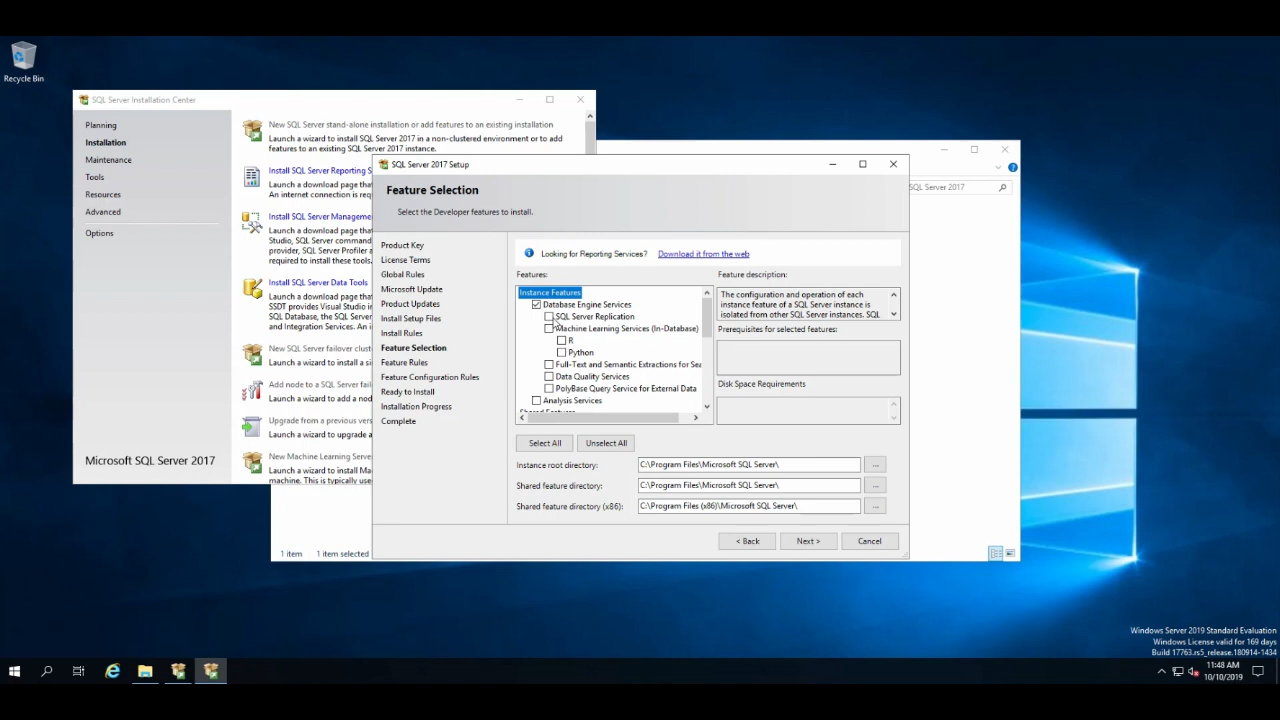 Recycle Bin
SQL Server Installation Center
Planning
Installation
Maintenance
Tools
Resources
Advanced
Options
Microsoft SQL Server 2017
New SQL Server stand-alone installation or add features to an existing installation
Launch a wizard to install SQL Server 2017 in a non-clustered environment or to add
features to an existing SQL Server 2017 instance.
Install SQL Server Reporting S
Launch a download page that
An internet connection is requ
Install SQL Server Manageme
Launch a download page that
Studio, SQL Server command
provider, SQL Server Profiler a
required to install these tools.
Install SQL Server Data Tools
Launch a download page that
SSDT provides Visual Studio in
SQL Database, the SQL Server
and Integration Services.
New SQL Server failover clust
Launch a wizard to install a si
Add node to a SQL Server fail
Launch a wizard to add a nod
Upgrade from a previous vers
Launch a wizard to upgrade a
New Machine Learning Server
Launch a wizard to install Ma
machine. This is typically use
SQL Server 2017
1 item
1 item selected
SQL Server 2017 Setup
Feature Selection
Select the Developer features to install.
Product Key
License Terms
Global Rules
Microsoft Update
Product Updates
Install Setup Files
Install Rules
Feature Selection
Feature Rules
Feature Configuration Rules
Ready to Install
Installation Progress
Complete
Looking for Reporting Services? Download it from the web
Features:
Instance Features
Database Engine Services
SQL Server Replication
Machine Learning Services (In-Database)
R
Python
Full-Text and Semantic Extractions for Sea
Data Quality Services
PolyBase Query Service for External Data
Analysis Services
Shared Features
Feature description:
The configuration and operation of each
instance feature of a SQL Server instance is
isolated from other SQL Server instances. SQL
Prerequisites for selected features:
Disk Space Requirements
Select All
Unselect All
Instance root directory:
C:\Program Files\Microsoft SQL Server\
...
Shared feature directory:
C:\Program Files\Microsoft SQL Server\
...
Shared feature directory (x86):
C:\Program Files (x86)\Microsoft SQL Server\
...
< Back
Next >
Cancel
Windows Server 2019 Standard Evaluation
Windows License valid for 169 days
Build 17763.rs5_release.180914-1434
11:48 AM
10/10/2019